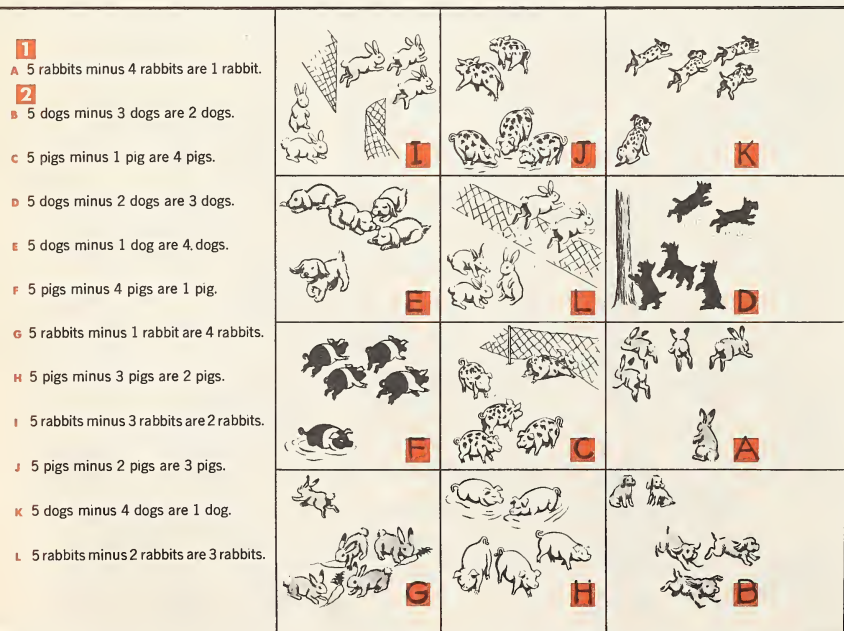 1
A 5 rabbits minus 4 rabbits are 1 rabbit.
2
B 5 dogs minus 3 dogs are 2 dogs.
C 5 pigs minus 1 pig are 4 pigs.
D 5 dogs minus 2 dogs are 3 dogs.
E 5 dogs minus 1 dog are 4 dogs.
F 5 pigs minus 4 pigs are 1 pig.
G 5 rabbits minus 1 rabbit are 4 rabbits.
H 5 pigs minus 3 pigs are 2 pigs.
I 5 rabbits minus 3 rabbits are 2 rabbits.
J 5 pigs minus 2 pigs are 3 pigs.
K 5 dogs minus 4 dogs are 1 dog.
L 5 rabbits minus 2 rabbits are 3 rabbits.
I J K
E L D
F C A
G H B